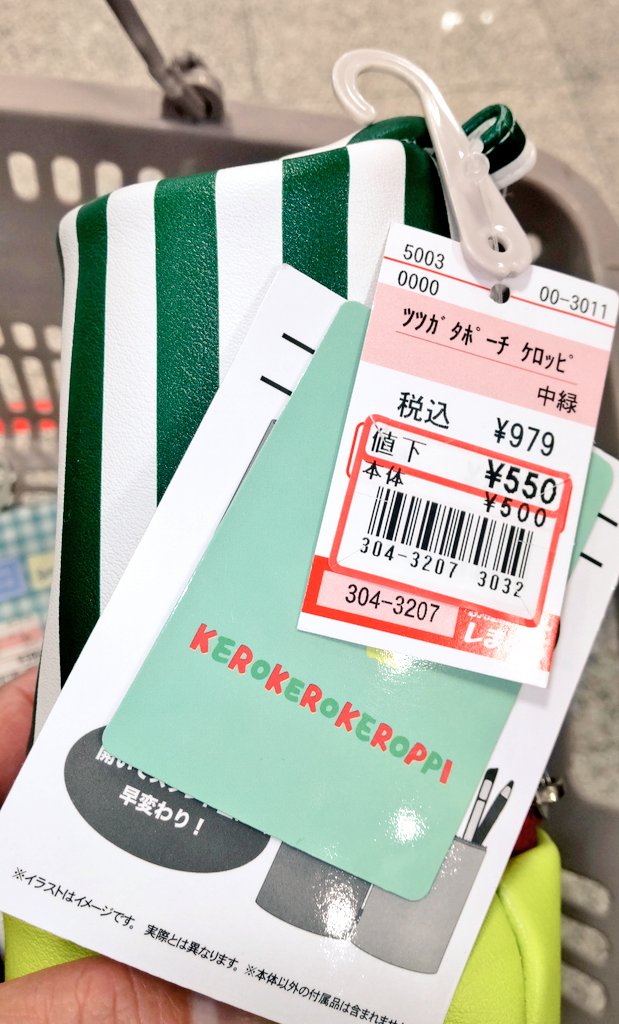 5003
0000 00-3011
ﾂﾂｶﾞﾀﾎﾟｰﾁ ｹﾛｯﾋﾟ
中緑
税込 ¥979
値下 ¥550
本体 ¥500
304-3207 3032
304-3207
KEROKEROKEROPPI
早変わり!
※イラストはイメージです。 実際とは異なります。 ※本体以外の付属品は含まれませ